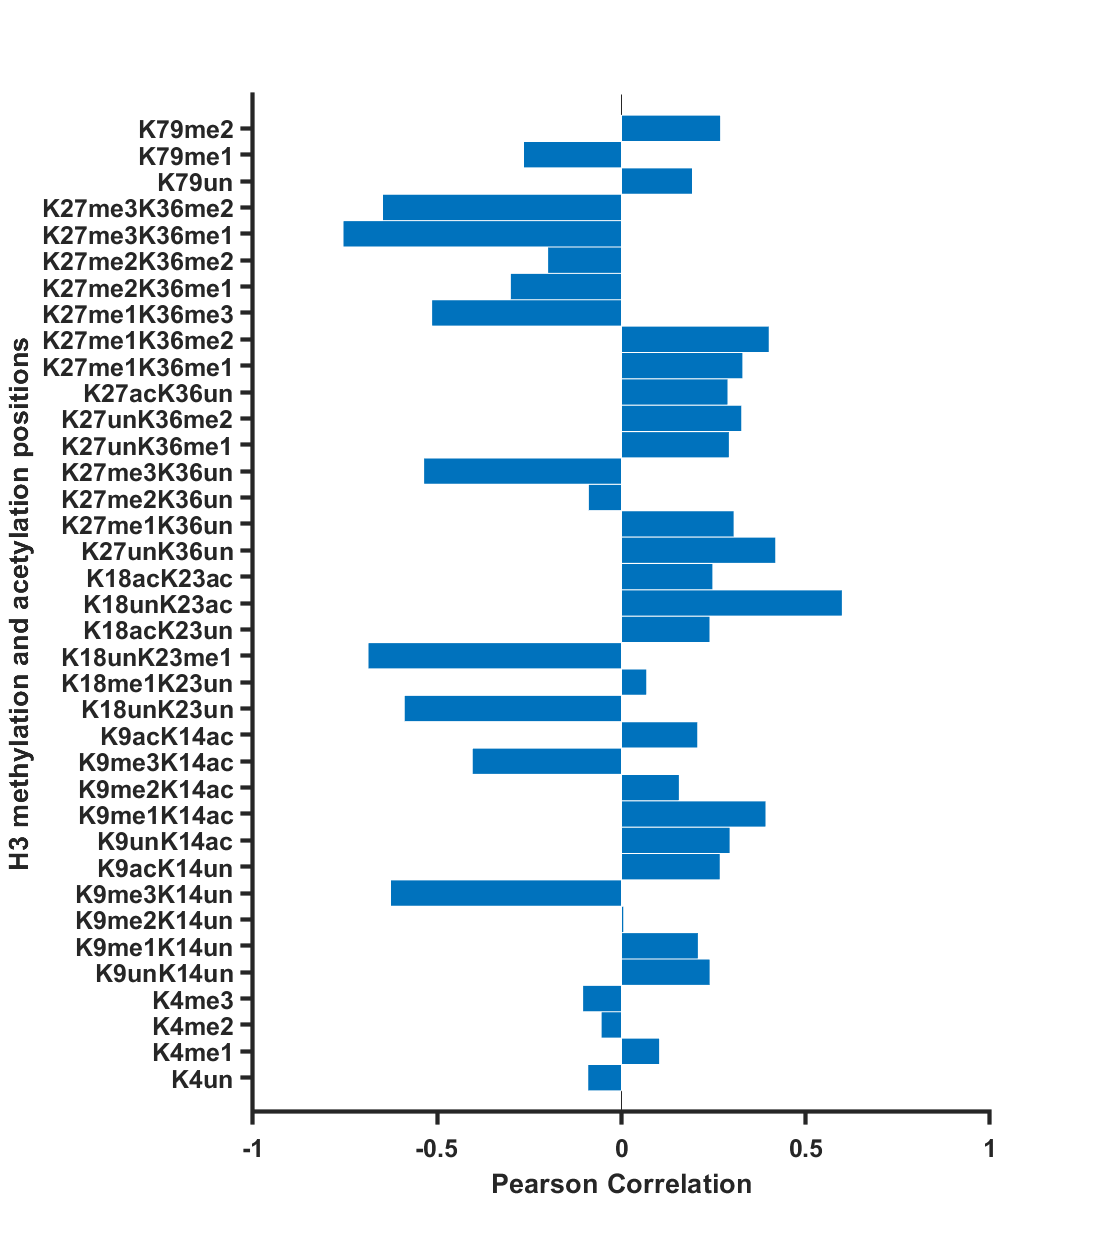 H3 methylation and acetylation positions
K79me2
K79me1
K79un
K27me3K36me2
K27me3K36me1
K27me2K36me2
K27me2K36me1
K27me1K36me3
K27me1K36me2
K27me1K36me1
K27acK36un
K27unK36me2
K27unK36me1
K27me3K36un
K27me2K36un
K27me1K36un
K27unK36un
K18acK23ac
K18unK23ac
K18acK23un
K18unK23me1
K18me1K23un
K18unK23un
K9acK14ac
K9me3K14ac
K9me2K14ac
K9me1K14ac
K9unK14ac
K9acK14un
K9me3K14un
K9me2K14un
K9me1K14un
K9unK14un
K4me3
K4me2
K4me1
K4un
-1 -0.5 0 0.5 1
Pearson Correlation